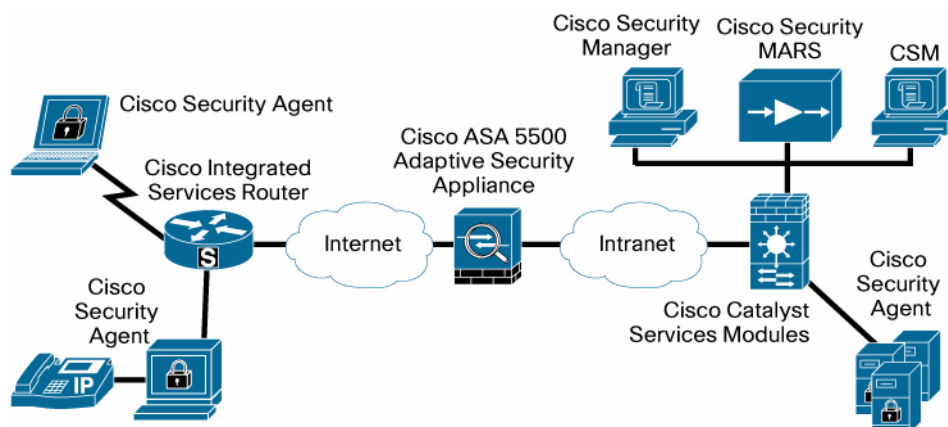 Cisco Security
Manager
Cisco Security
MARS
CSM
Cisco Security Agent
Cisco ASA 5500
Adaptive Security
Appliance
Cisco Integrated
Services Router
Internet
Intranet
S
Cisco
Security
Agent
Cisco Catalyst
Services Modules
Cisco
Security
Agent
IP